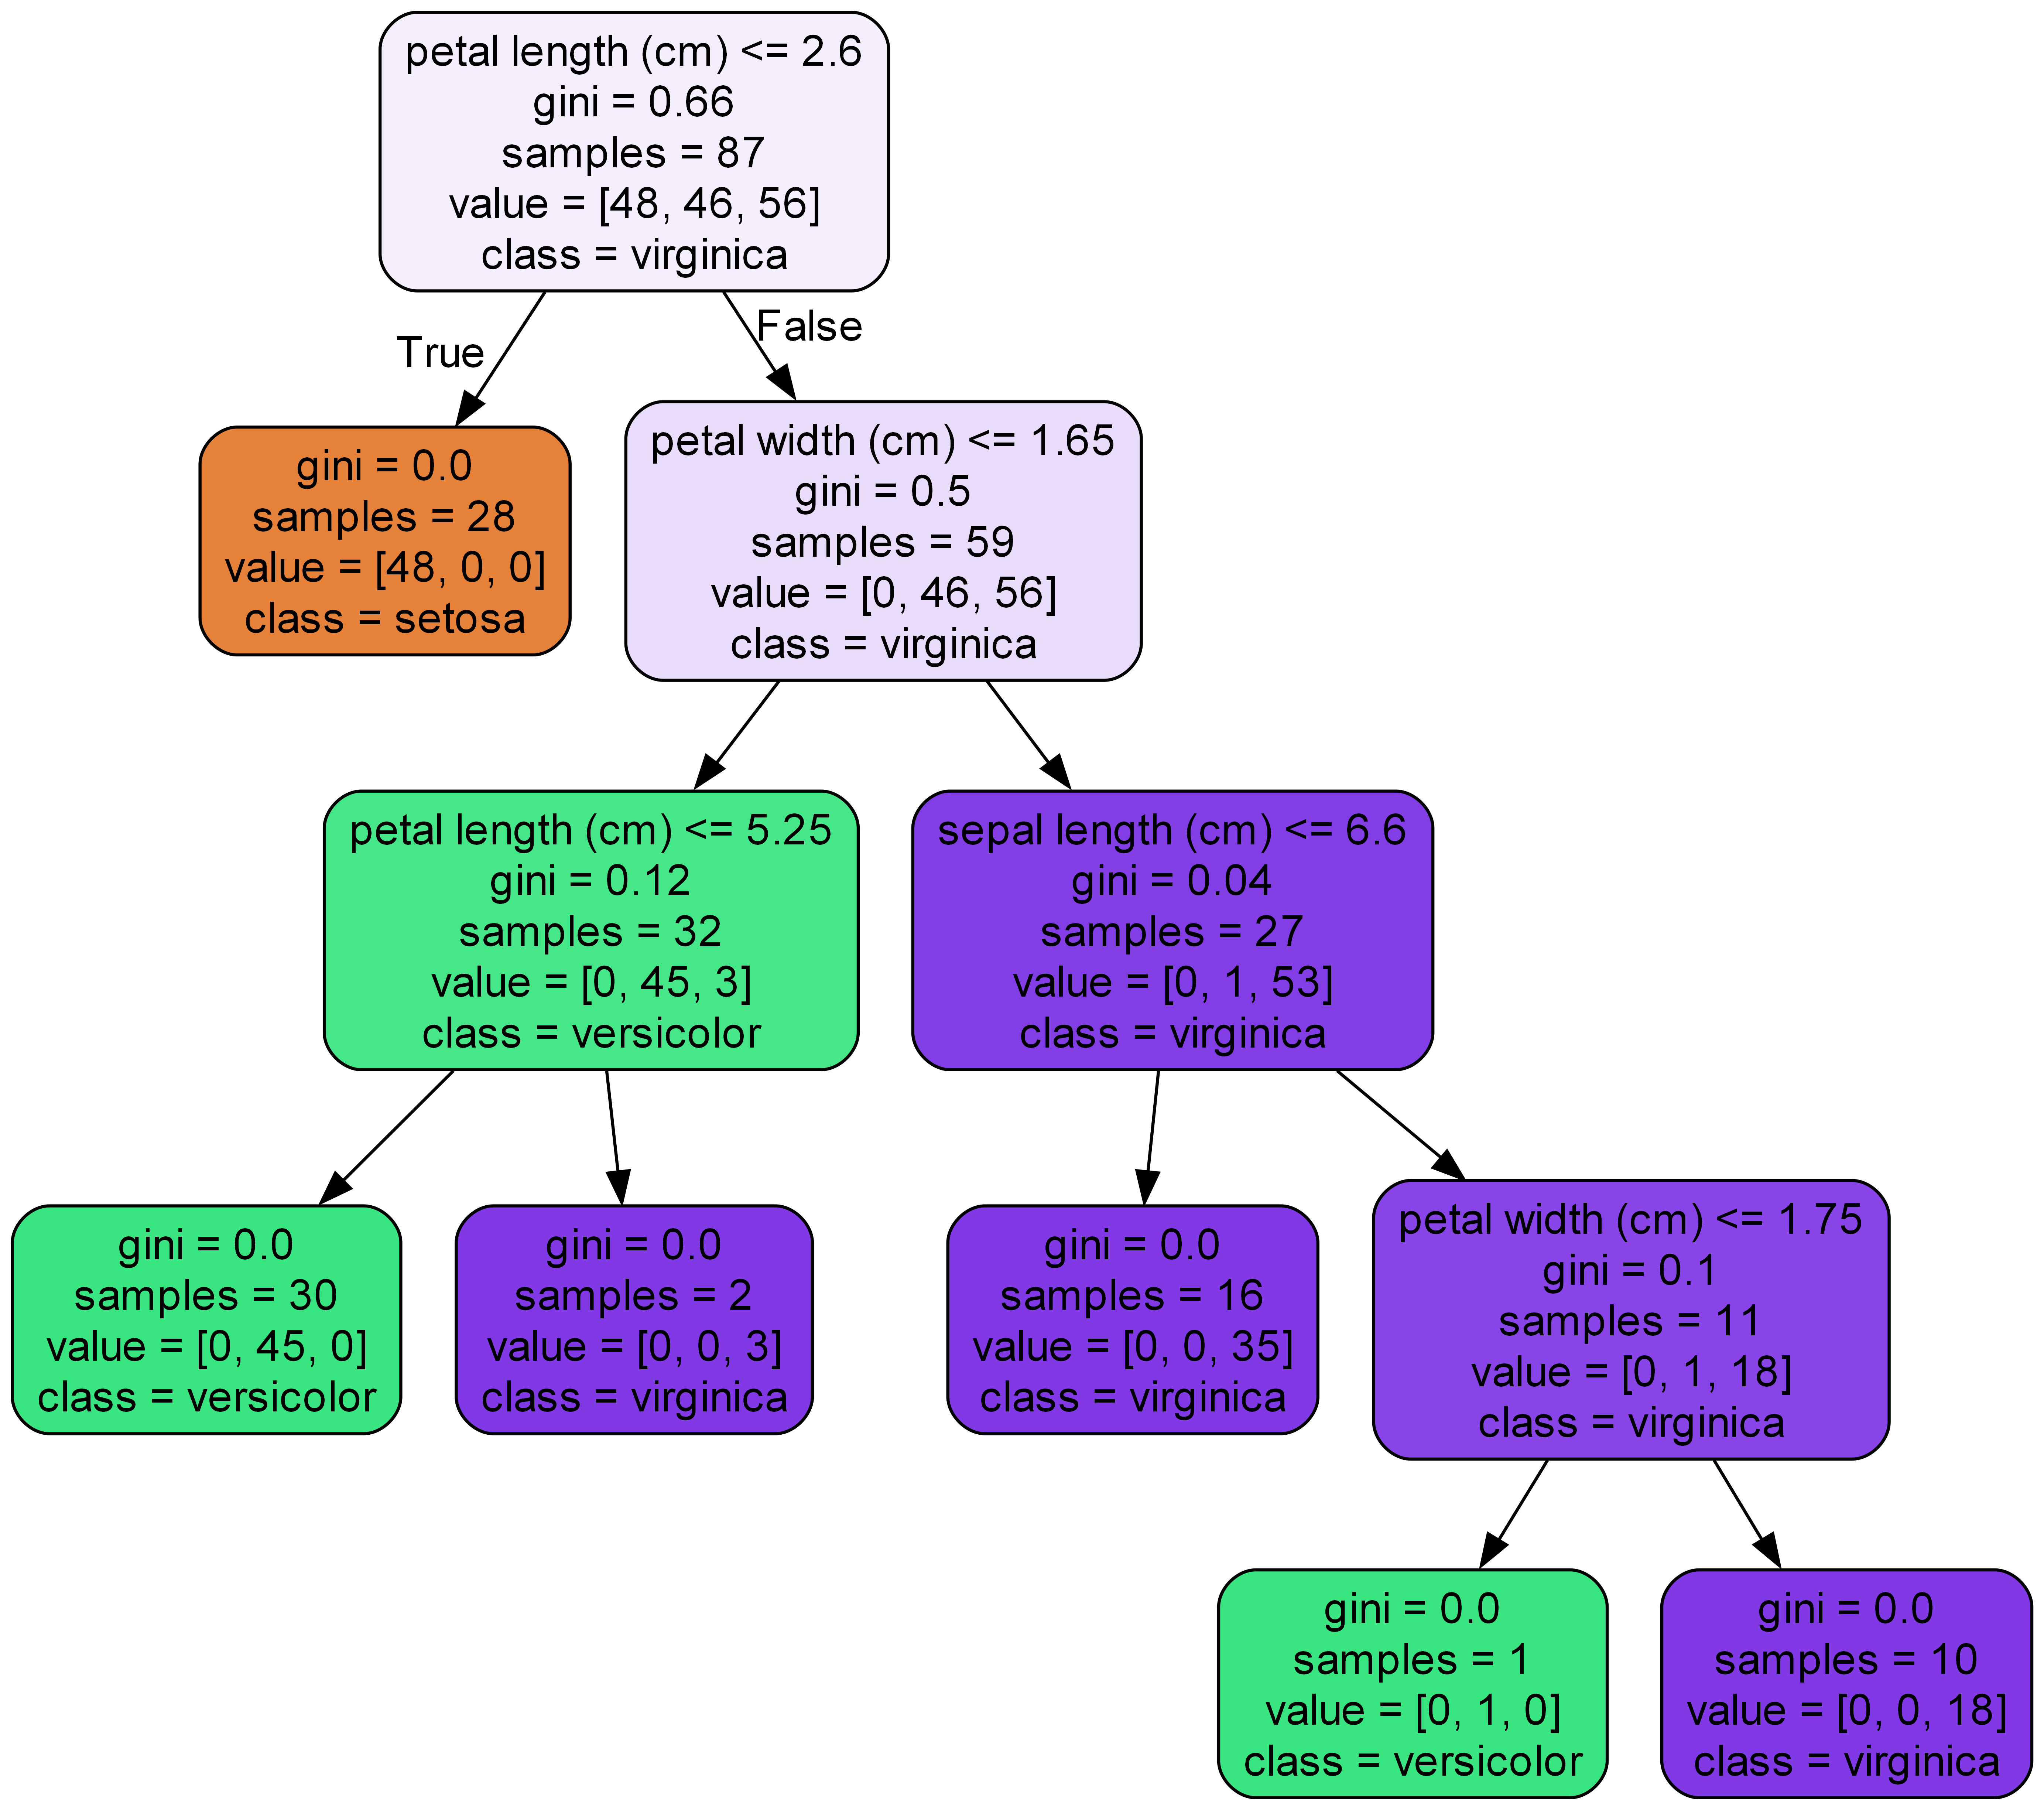 petal length (cm) <= 2.6
gini = 0.66
samples = 87
value = [48, 46, 56]
class = virginica
True
False
gini = 0.0
samples = 28
value = [48, 0, 0]
class = setosa
petal width (cm) <= 1.65
gini = 0.5
samples = 59
value = [0, 46, 56]
class = virginica
petal length (cm) <= 5.25
gini = 0.12
samples = 32
value = [0, 45, 3]
class = versicolor
sepal length (cm) <= 6.6
gini = 0.04
samples = 27
value = [0, 1, 53]
class = virginica
gini = 0.0
samples = 30
value = [0, 45, 0]
class = versicolor
gini = 0.0
samples = 2
value = [0, 0, 3]
class = virginica
gini = 0.0
samples = 16
value = [0, 0, 35]
class = virginica
petal width (cm) <= 1.75
gini = 0.1
samples = 11
value = [0, 1, 18]
class = virginica
gini = 0.0
samples = 1
value = [0, 1, 0]
class = versicolor
gini = 0.0
samples = 10
value = [0, 0, 18]
class = virginica